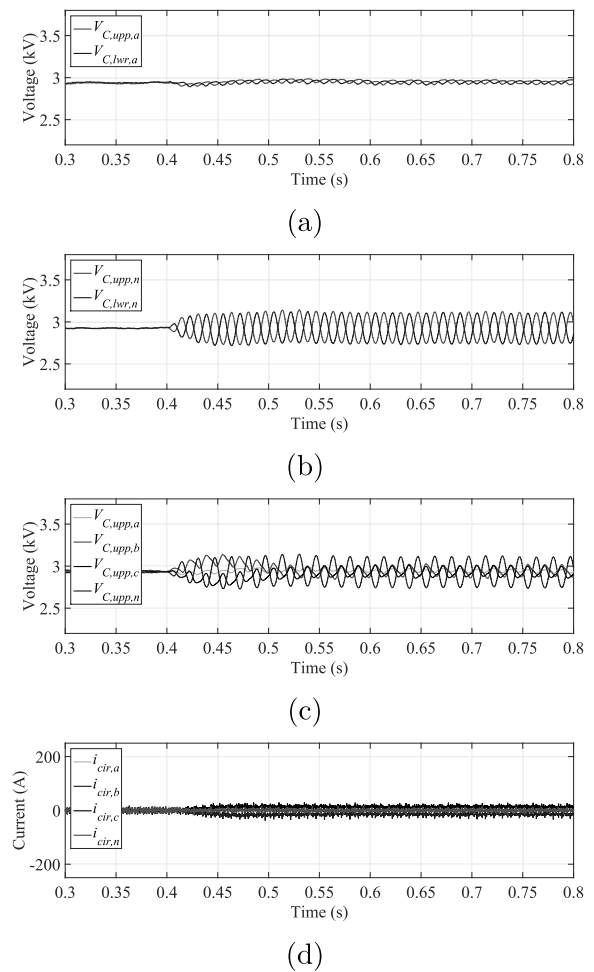 V_{C,upp,a}
V_{C,lwr,a}
Voltage (kV)
3.5
3
2.5
0.3 0.35 0.4 0.45 0.5 0.55 0.6 0.65 0.7 0.75 0.8
Time (s)
(a)
V_{C,upp,n}
V_{C,lwr,n}
Voltage (kV)
3.5
3
2.5
0.3 0.35 0.4 0.45 0.5 0.55 0.6 0.65 0.7 0.75 0.8
Time (s)
(b)
V_{C,upp,a}
V_{C,upp,b}
V_{C,upp,c}
V_{C,upp,n}
Voltage (kV)
3.5
3
2.5
0.3 0.35 0.4 0.45 0.5 0.55 0.6 0.65 0.7 0.75 0.8
Time (s)
(c)
i_{cir,a}
i_{cir,b}
i_{cir,c}
i_{cir,n}
Current (A)
200
0
-200
0.3 0.35 0.4 0.45 0.5 0.55 0.6 0.65 0.7 0.75 0.8
Time (s)
(d)